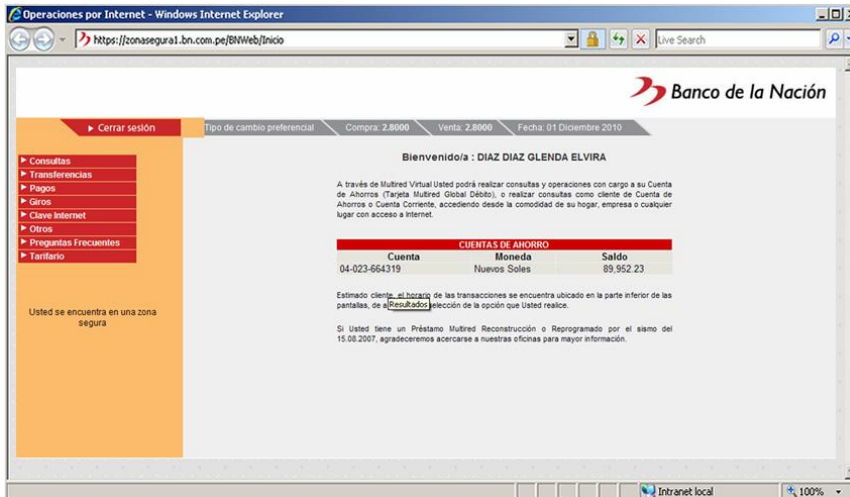 Operaciones por Internet - Windows Internet Explorer
https://zonasegura1.bn.com.pe/BNWeb/Inicio
Live Search
Banco de la Nación
Cerrar sesión
Tipo de cambio preferencial
Compra: 2.8000
Venta: 2.8000
Fecha: 01 Diciembre 2010
Consultas
Transferencias
Pagos
Giros
Clave Internet
Otros
Preguntas Frecuentes
Tarifario
Usted se encuentra en una zona
segura
Bienvenido/a : DIAZ DIAZ GLENDA ELVIRA
A través de Multired Virtual Usted podrá realizar consultas y operaciones con cargo a su Cuenta
de Ahorros (Tarjeta Multired Global Débito), o realizar consultas como cliente de Cuenta de
Ahorros o Cuenta Corriente, accediendo desde la comodidad de su hogar, empresa o cualquier
lugar con acceso a Internet.
CUENTAS DE AHORRO
Cuenta Moneda Saldo
04-023-664319 Nuevos Soles 89,952.23
Estimado cliente, el horario de las transacciones se encuentra ubicado en la parte inferior de las
pantallas, de a Resultados selección de la opción que Usted realice.
Si Usted tiene un Préstamo Multired Reconstrucción o Reprogramado por el sismo del
15.08.2007, agradeceremos acercarse a nuestras oficinas para mayor información.
Intranet local
100%